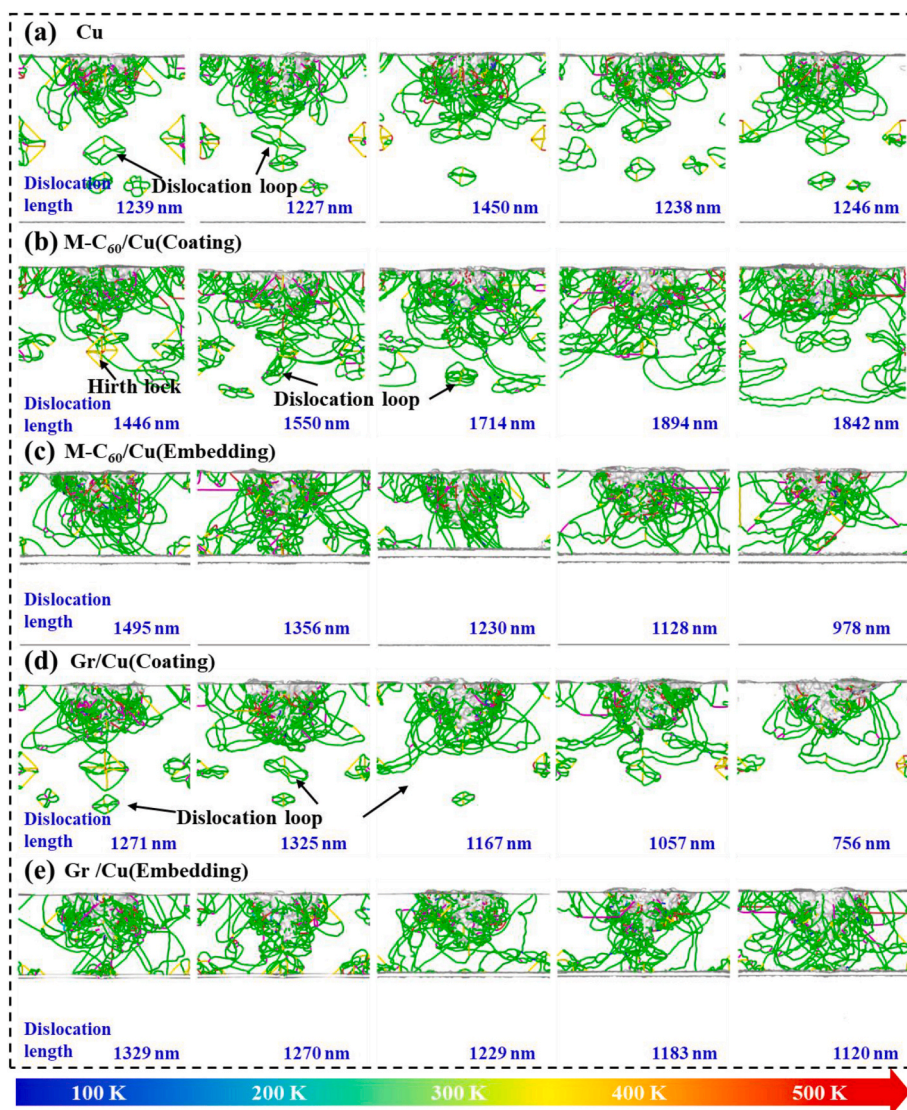 (a) Cu
Dislocation loop
Dislocation
length
1239 nm 1227 nm 1450 nm 1238 nm 1246 nm
(b) M-C₆₀/Cu(Coating)
Hirth lock
Dislocation loop
Dislocation
length
1446 nm 1550 nm 1714 nm 1894 nm 1842 nm
(c) M-C₆₀/Cu(Embedding)
Dislocation
length
1495 nm 1356 nm 1230 nm 1128 nm 978 nm
(d) Gr/Cu(Coating)
Dislocation loop
Dislocation
length
1271 nm 1325 nm 1167 nm 1057 nm 756 nm
(e) Gr /Cu(Embedding)
Dislocation
length
1329 nm 1270 nm 1229 nm 1183 nm 1120 nm
100 K 200 K 300 K 400 K 500 K